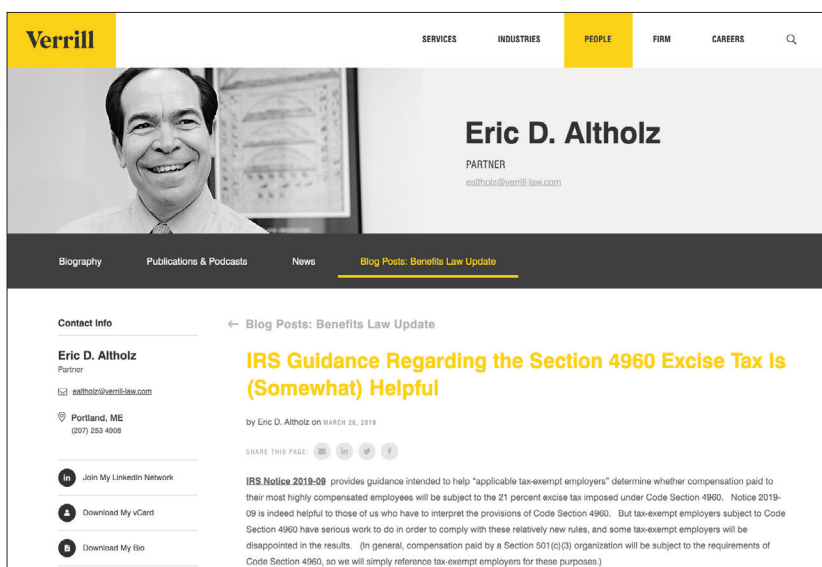 Verrill
SERVICES INDUSTRIES PEOPLE FIRM CAREERS
Eric D. Altholz
PARTNER
ealtholz@verrill-law.com
Biography Publications & Podcasts News Blog Posts: Benefits Law Update
Contact Info
Eric D. Altholz
Partner
ealtholz@verrill-law.com
Portland, ME
(207) 253 4908
in Join My LinkedIn Network
Download My vCard
Download My Bio
← Blog Posts: Benefits Law Update
IRS Guidance Regarding the Section 4960 Excise Tax Is
(Somewhat) Helpful
by Eric D. Altholz on MARCH 28, 2019
SHARE THIS PAGE: in f
IRS Notice 2019-09 provides guidance intended to help “applicable tax-exempt employers” determine whether compensation paid to
their most highly compensated employees will be subject to the 21 percent excise tax imposed under Code Section 4960. Notice 2019-
09 is indeed helpful to those of us who have to interpret the provisions of Code Section 4960. But tax-exempt employers subject to Code
Section 4960 have serious work to do in order to comply with these relatively new rules, and some tax-exempt employers will be
disappointed in the results. (In general, compensation paid by a Section 501(c)(3) organization will be subject to the requirements of
Code Section 4960, so we will simply reference tax-exempt employers for these purposes.)